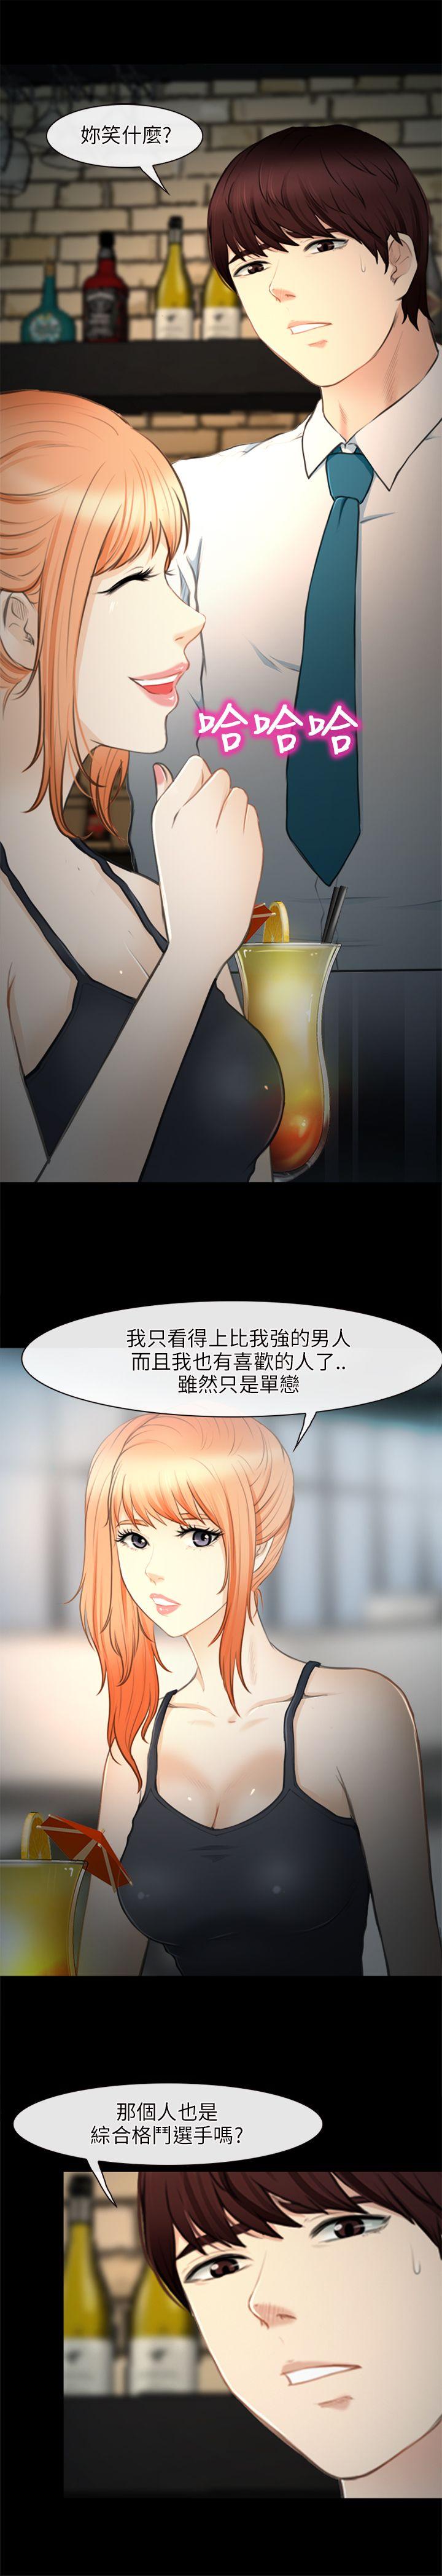 妳笑什麼?
哈哈哈
我只看得上比我強的男人
而且我也有喜歡的人了..
雖然只是單戀
那個人也是
綜合格鬥選手嗎?